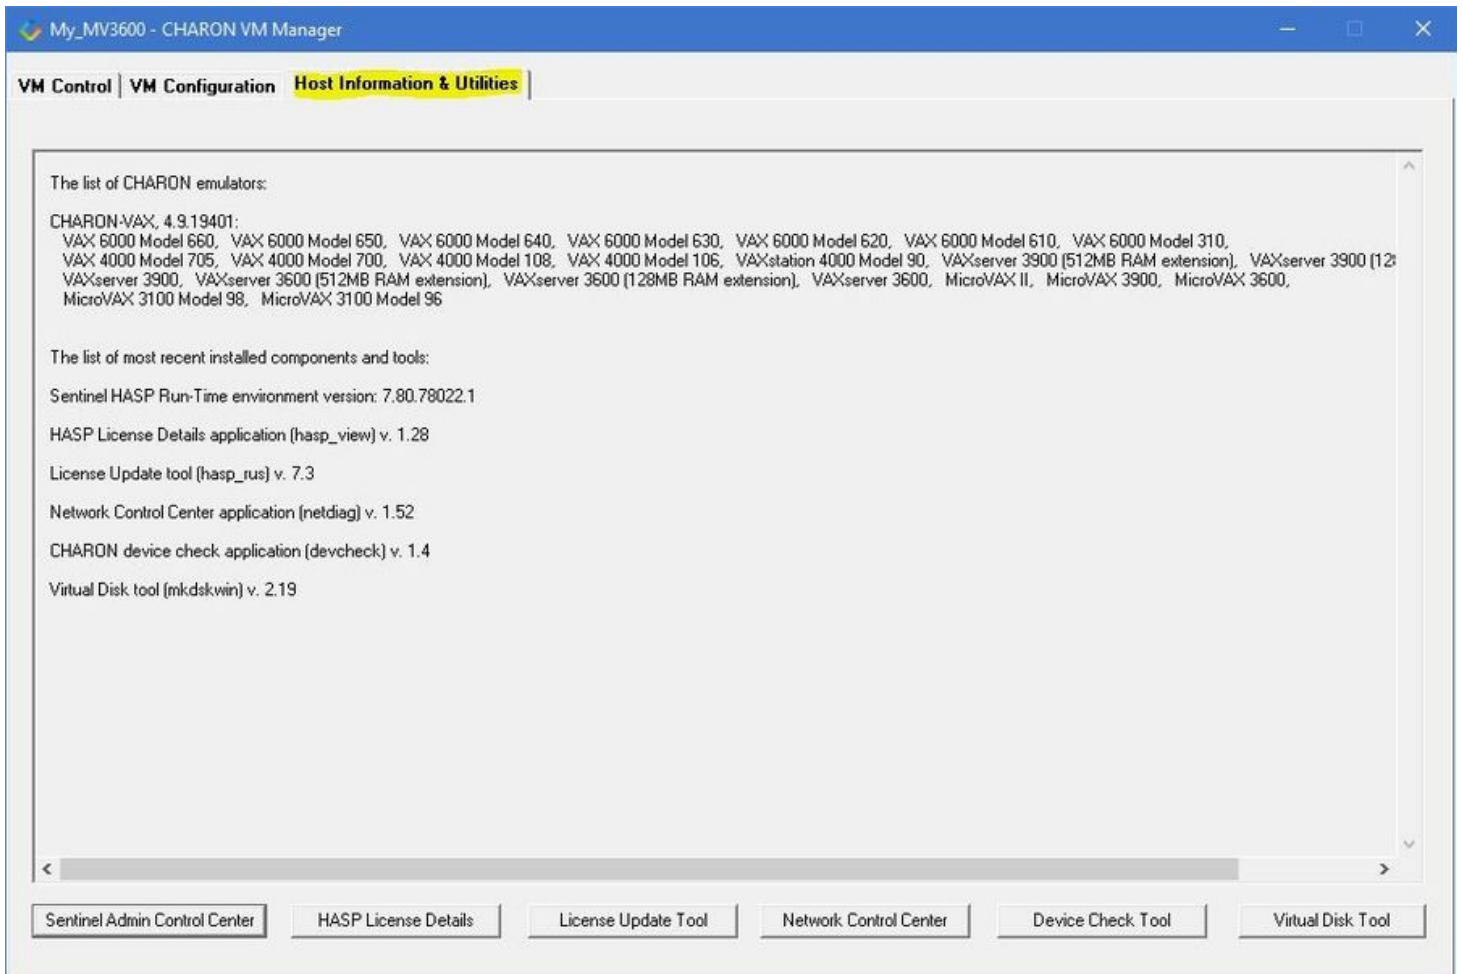 My_MV3600 - CHARON VM Manager
VM Control VM Configuration Host Information & Utilities
The list of CHARON emulators:
CHARON-VAX, 4.9.19401:
VAX 6000 Model 660, VAX 6000 Model 650, VAX 6000 Model 640, VAX 6000 Model 630, VAX 6000 Model 620, VAX 6000 Model 610, VAX 6000 Model 310,
VAX 4000 Model 705, VAX 4000 Model 700, VAX 4000 Model 108, VAX 4000 Model 106, VAXstation 4000 Model 90, VAXserver 3900 (512MB RAM extension), VAXserver 3900 (128
VAXserver 3900, VAXserver 3600 (512MB RAM extension), VAXserver 3600 (128MB RAM extension), VAXserver 3600, MicroVAX II, MicroVAX 3900, MicroVAX 3600,
MicroVAX 3100 Model 98, MicroVAX 3100 Model 96
The list of most recent installed components and tools:
Sentinel HASP Run-Time environment version: 7.80.78022.1
HASP License Details application (hasp_view) v. 1.28
License Update tool (hasp_rus) v. 7.3
Network Control Center application (netdiag) v. 1.52
CHARON device check application (devcheck) v. 1.4
Virtual Disk tool (mkdskwin) v. 2.19
Sentinel Admin Control Center HASP License Details License Update Tool Network Control Center Device Check Tool Virtual Disk Tool